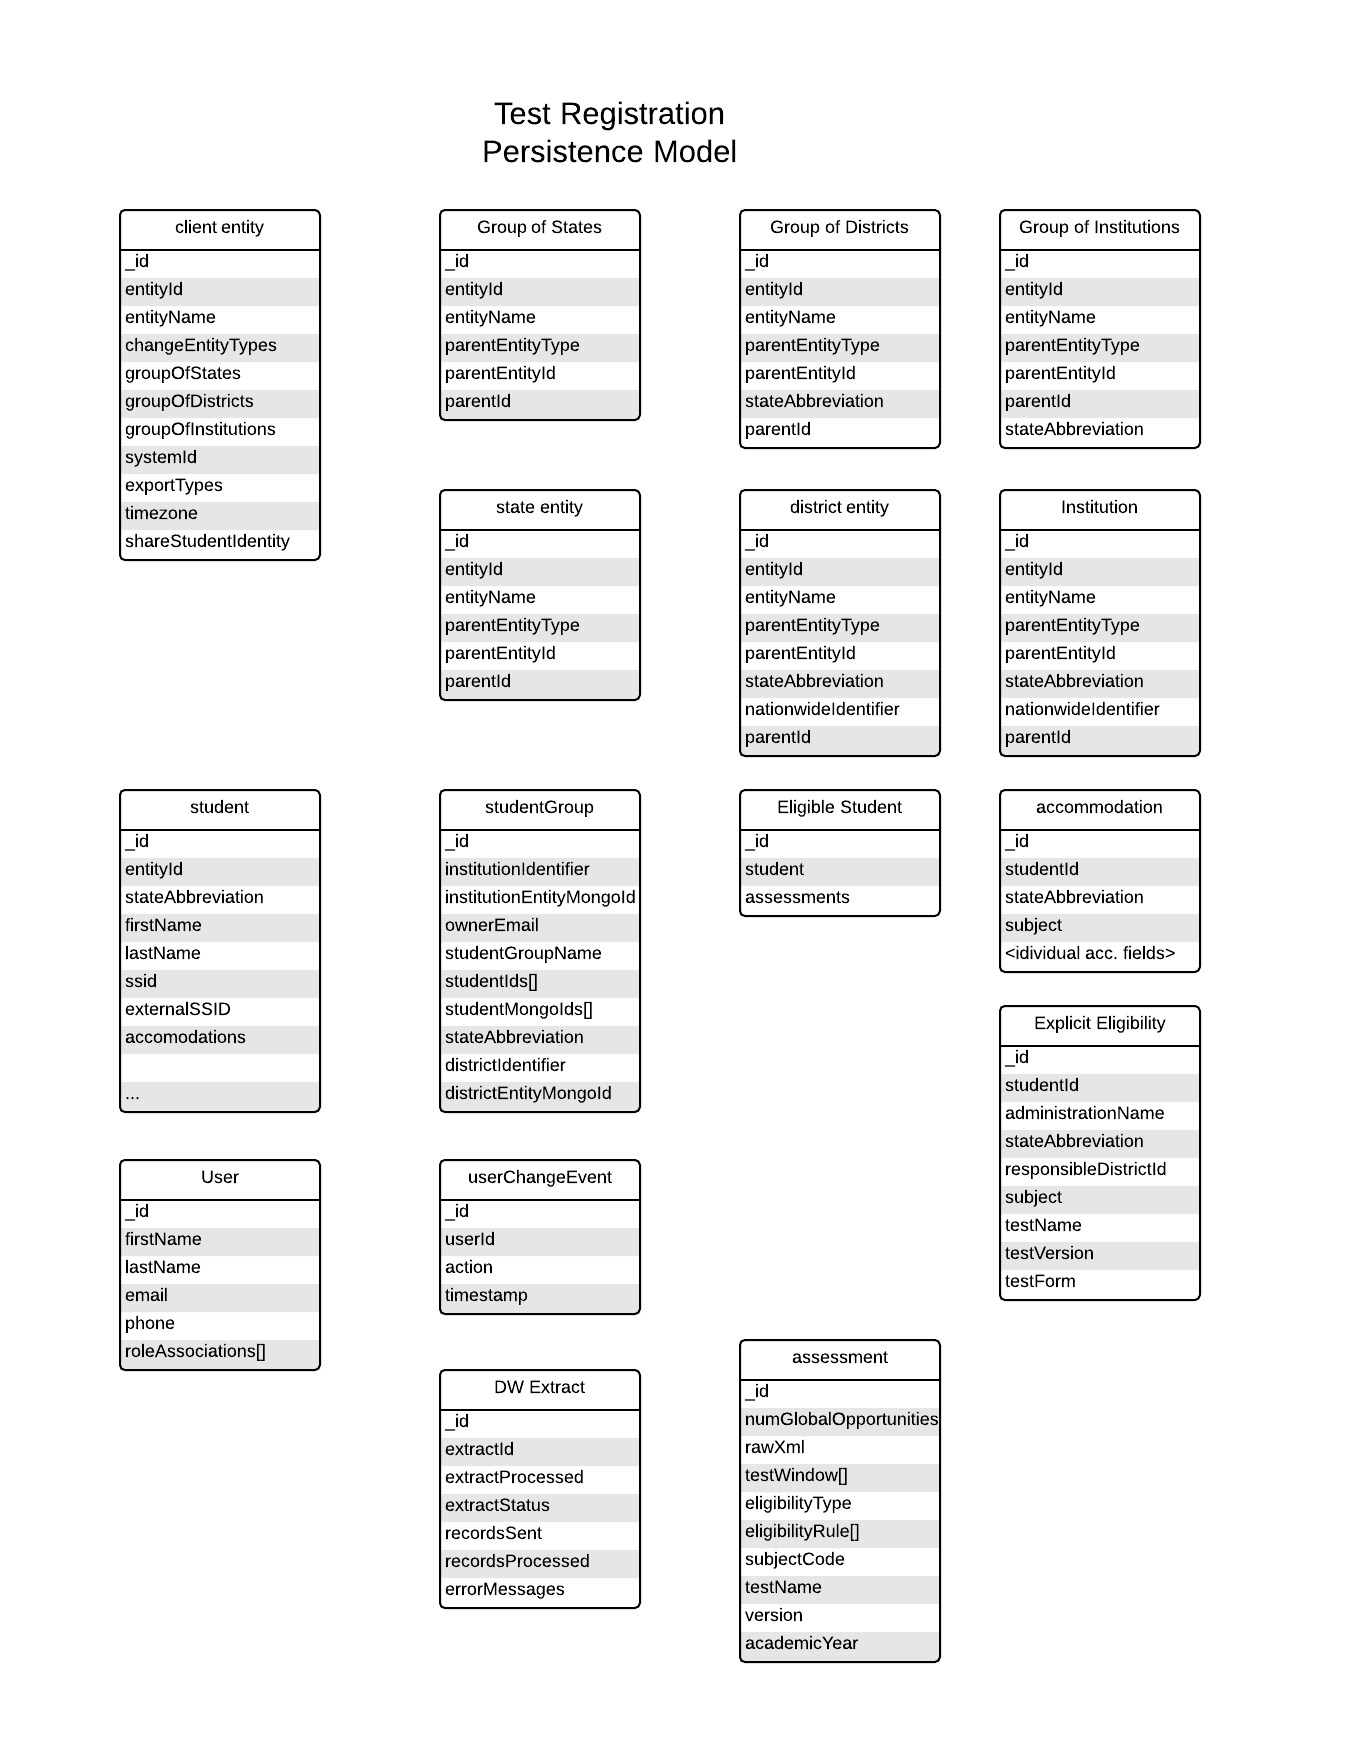 Test Registration
Persistence Model
client entity
_id
entityId
entityName
changeEntityTypes
groupOfStates
groupOfDistricts
groupOfInstitutions
systemId
exportTypes
timezone
shareStudentIdentity
Group of States
_id
entityId
entityName
parentEntityType
parentEntityId
parentId
Group of Districts
_id
entityId
entityName
parentEntityType
parentEntityId
stateAbbreviation
parentId
Group of Institutions
_id
entityId
entityName
parentEntityType
parentEntityId
parentId
stateAbbreviation
state entity
_id
entityId
entityName
parentEntityType
parentEntityId
parentId
district entity
_id
entityId
entityName
parentEntityType
parentEntityId
stateAbbreviation
nationwideIdentifier
parentId
Institution
_id
entityId
entityName
parentEntityType
parentEntityId
stateAbbreviation
nationwideIdentifier
parentId
student
_id
entityId
stateAbbreviation
firstName
lastName
ssid
externalSSID
accomodations
...
studentGroup
_id
institutionIdentifier
institutionEntityMongoId
ownerEmail
studentGroupName
studentIds[]
studentMongoIds[]
stateAbbreviation
districtIdentifier
districtEntityMongoId
Eligible Student
_id
student
assessments
accommodation
_id
studentId
stateAbbreviation
subject
<idividual acc. fields>
Explicit Eligibility
_id
studentId
administrationName
stateAbbreviation
responsibleDistrictId
subject
testName
testVersion
testForm
User
_id
firstName
lastName
email
phone
roleAssociations[]
userChangeEvent
_id
userId
action
timestamp
DW Extract
_id
extractId
extractProcessed
extractStatus
recordsSent
recordsProcessed
errorMessages
assessment
_id
numGlobalOpportunities
rawXml
testWindow[]
eligibilityType
eligibilityRule[]
subjectCode
testName
version
academicYear